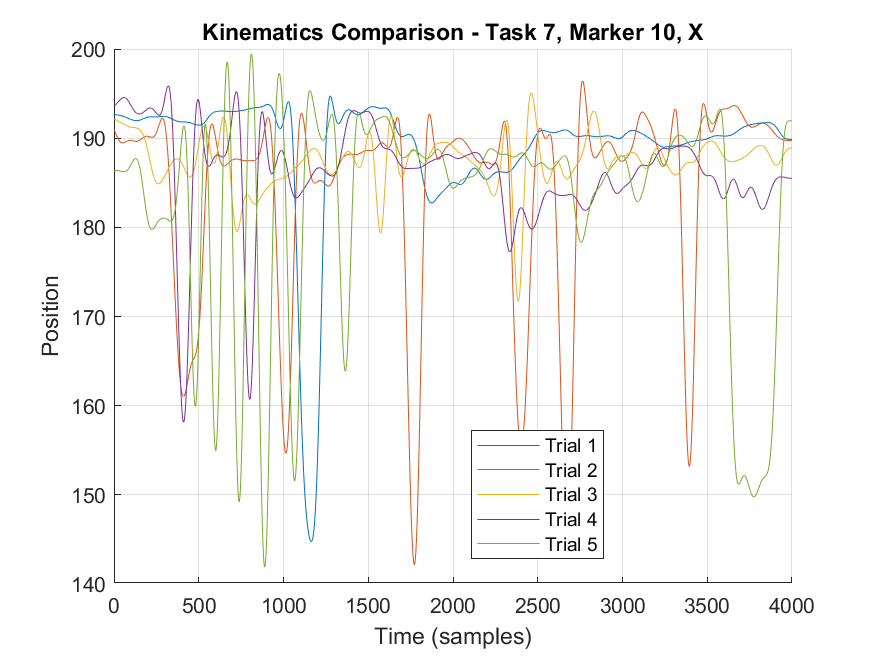 Kinematics Comparison - Task 7, Marker 10, X
200
190
180
170
160
150
140
Position
Trial 1
Trial 2
Trial 3
Trial 4
Trial 5
0 500 1000 1500 2000 2500 3000 3500 4000
Time (samples)